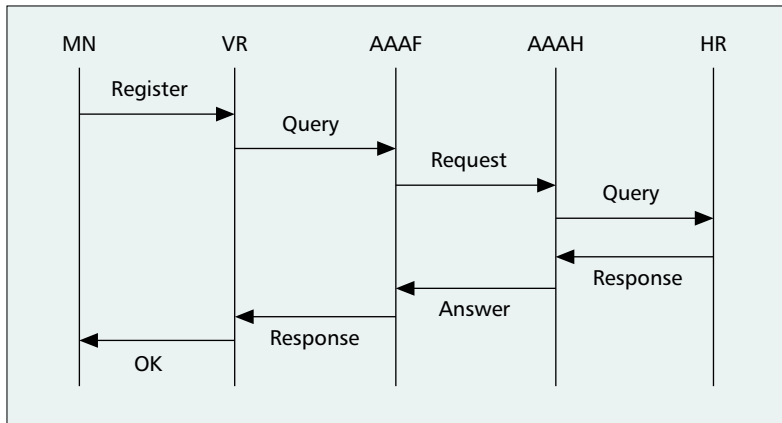 MN VR AAAF AAAH HR
Register
Query
Request
Query
Response
Answer
Response
OK